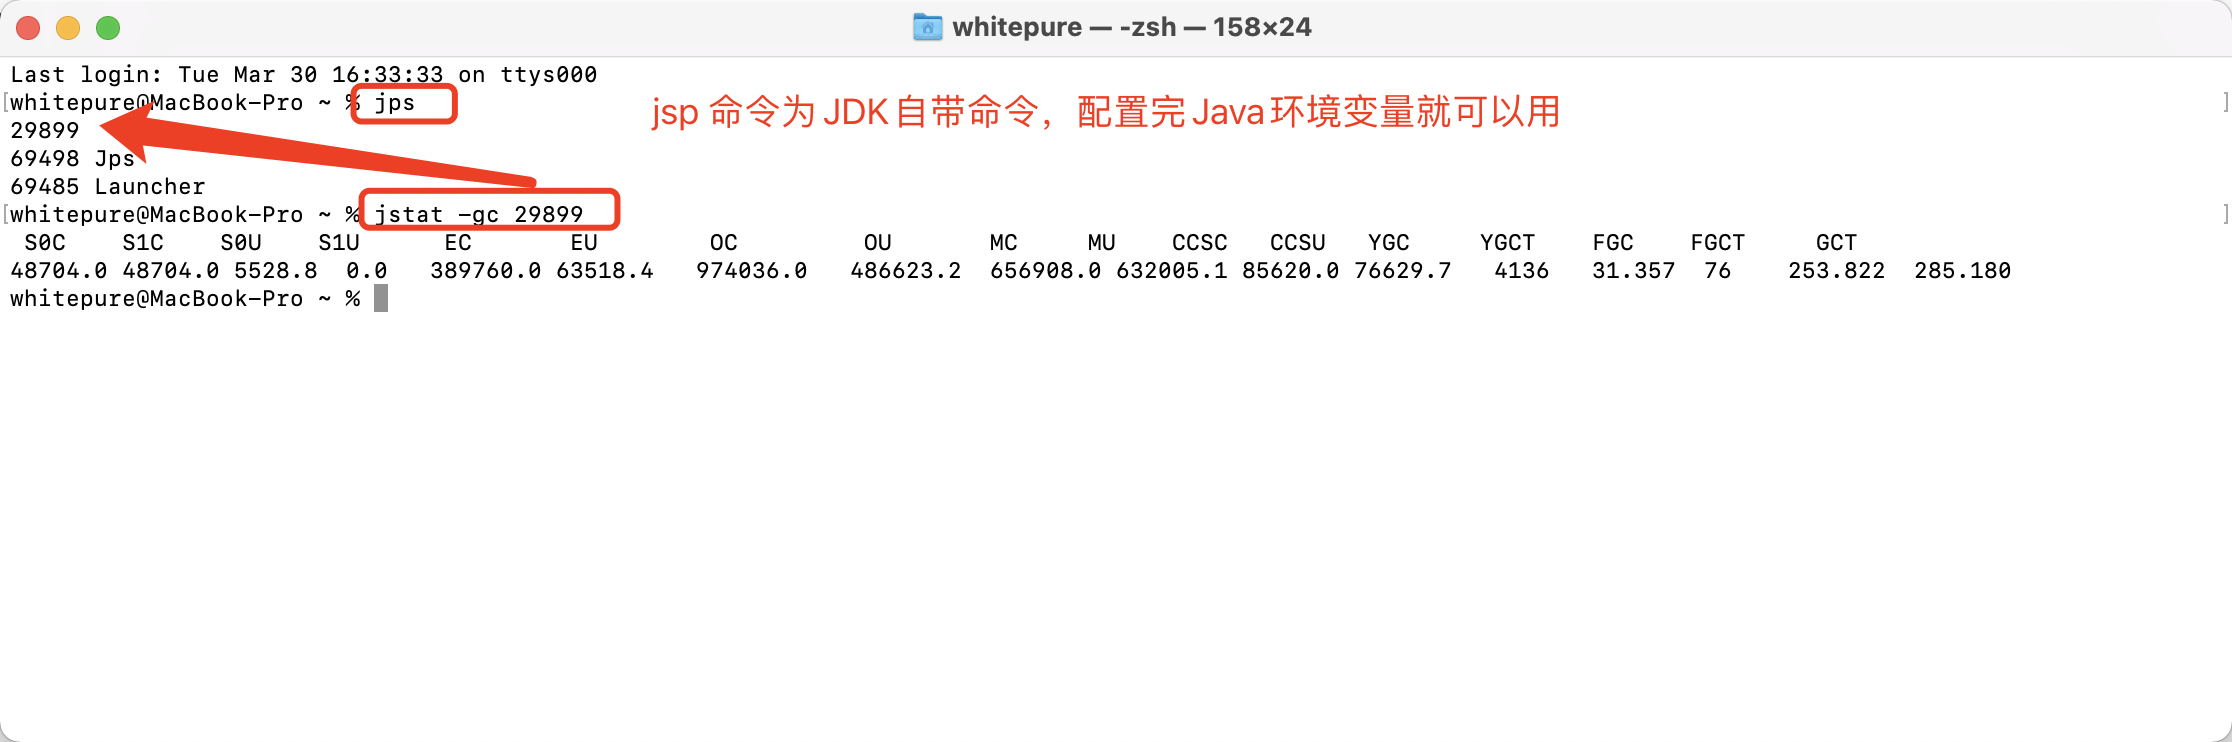 whitepure — -zsh — 158×24
Last login: Tue Mar 30 16:33:33 on ttys000
whitepure@MacBook-Pro ~ % jps
jsp 命令为 JDK 自带命令，配置完 Java 环境变量就可以用
29899
69498 Jps
69485 Launcher
whitepure@MacBook-Pro ~ % jstat -gc 29899
S0C S1C S0U S1U EC EU OC OU MC MU CCSC CCSU YGC YGCT FGC FGCT GCT
48704.0 48704.0 5528.8 0.0 389760.0 63518.4 974036.0 486623.2 656908.0 632005.1 85620.0 76629.7 4136 31.357 76 253.822 285.180
whitepure@MacBook-Pro ~ %